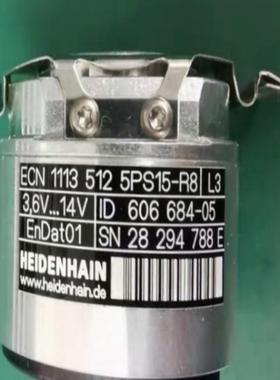 ECN 1113 512 5PS15-R8 L3
3,6V...14V ID 606 684-05
EnDat01 SN 28 294 788 E
HEIDENHAIN
www.heidenhain.de